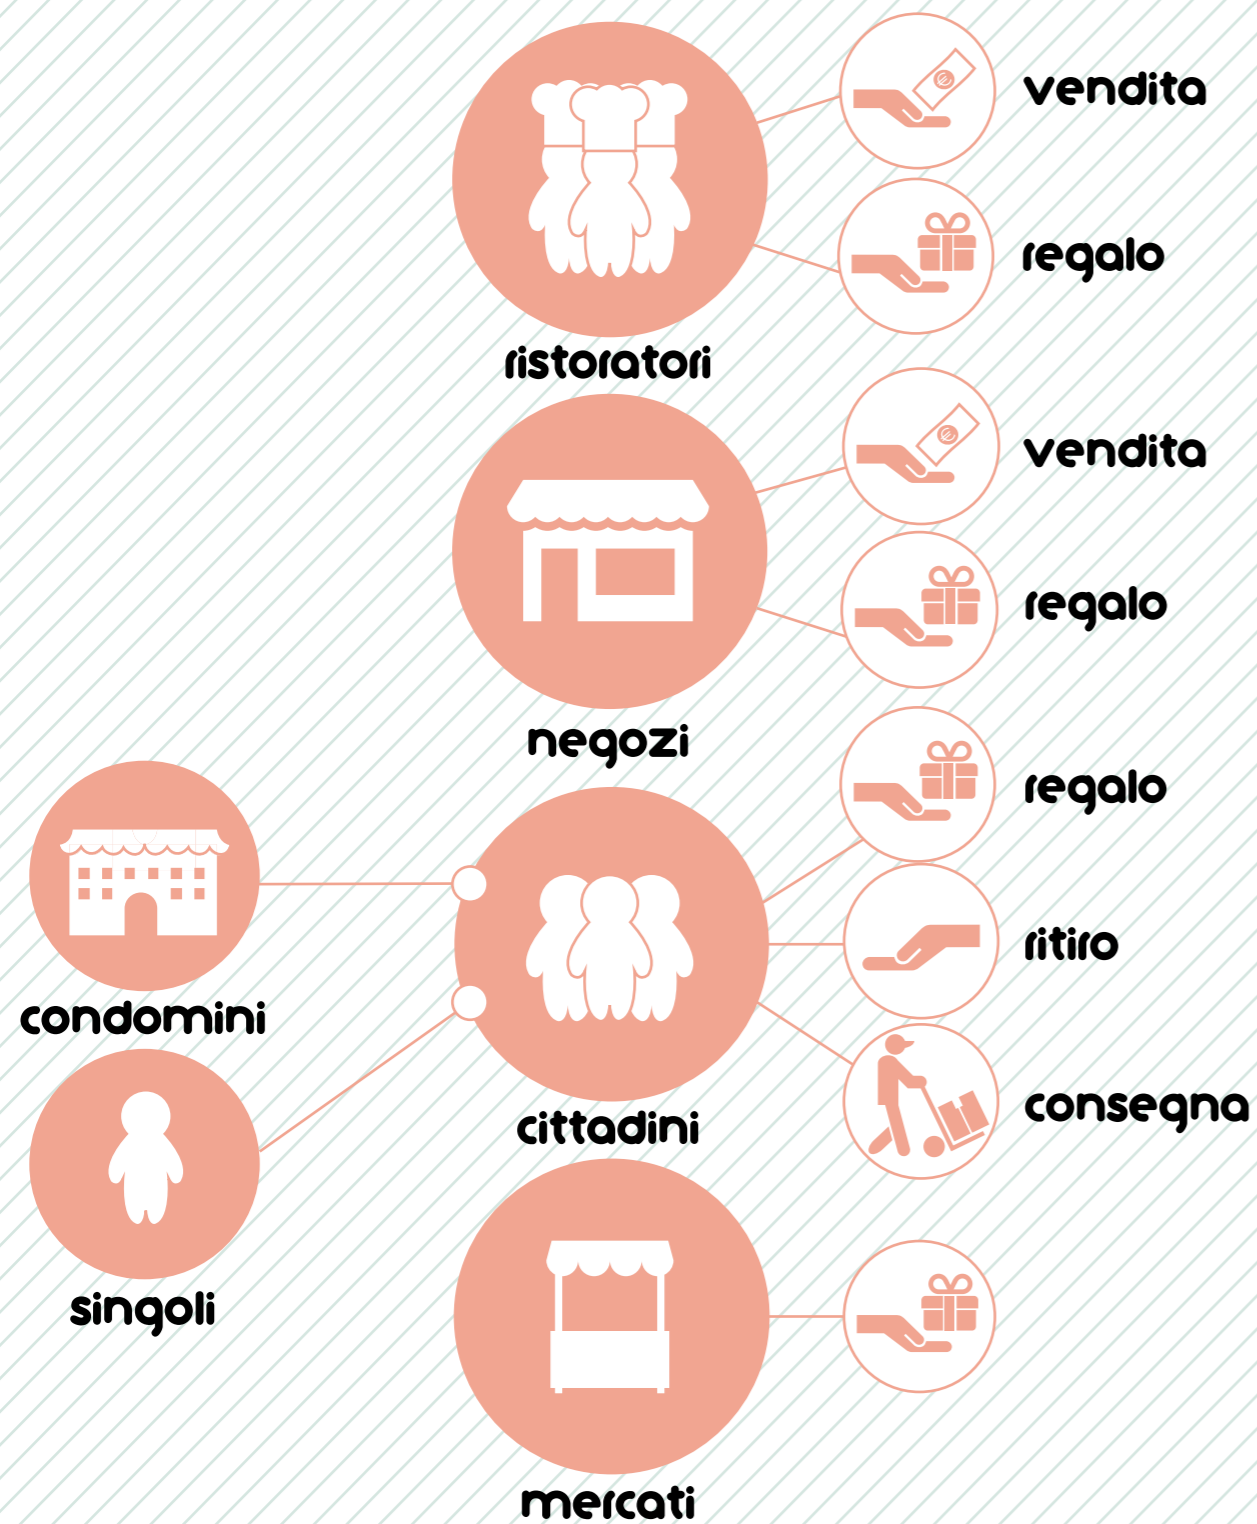 vendita
regalo
ristoratori
vendita
regalo
negozi
regalo
ritiro
condomini
consegna
cittadini
singoli
mercati